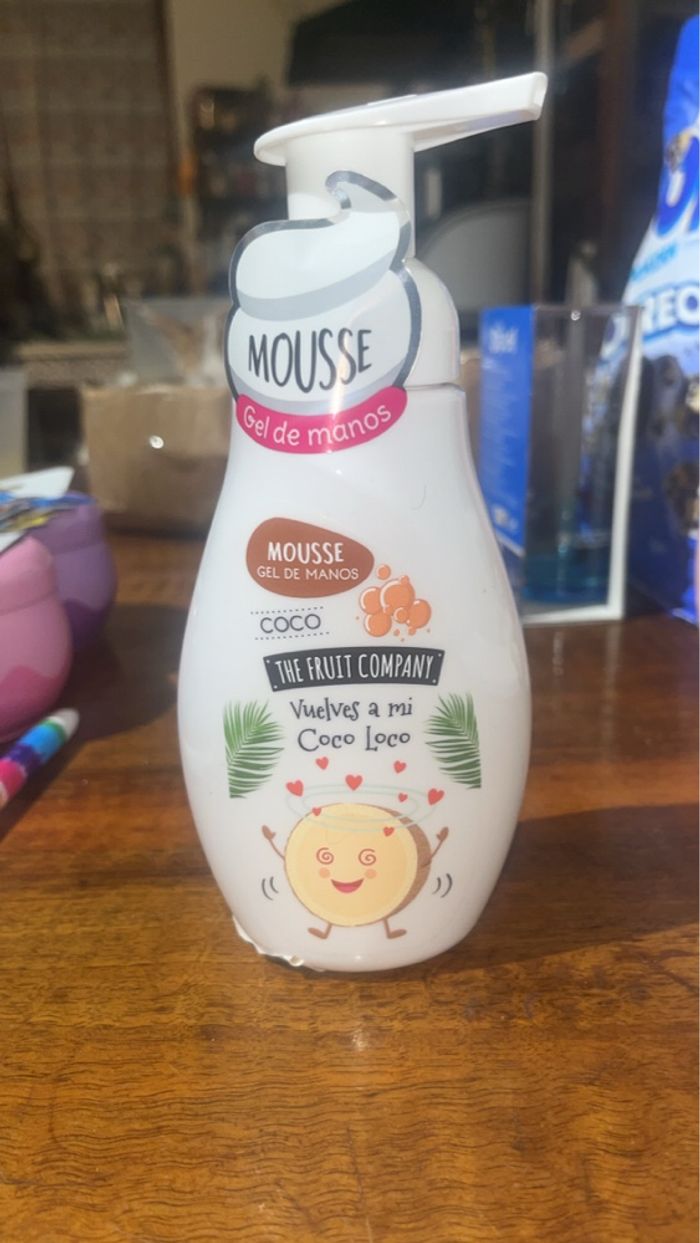 MOUSSE
Gel de manos
MOUSSE
GEL DE MANOS
COCO
THE FRUIT COMPANY
Vuelves a mi
Coco Loco